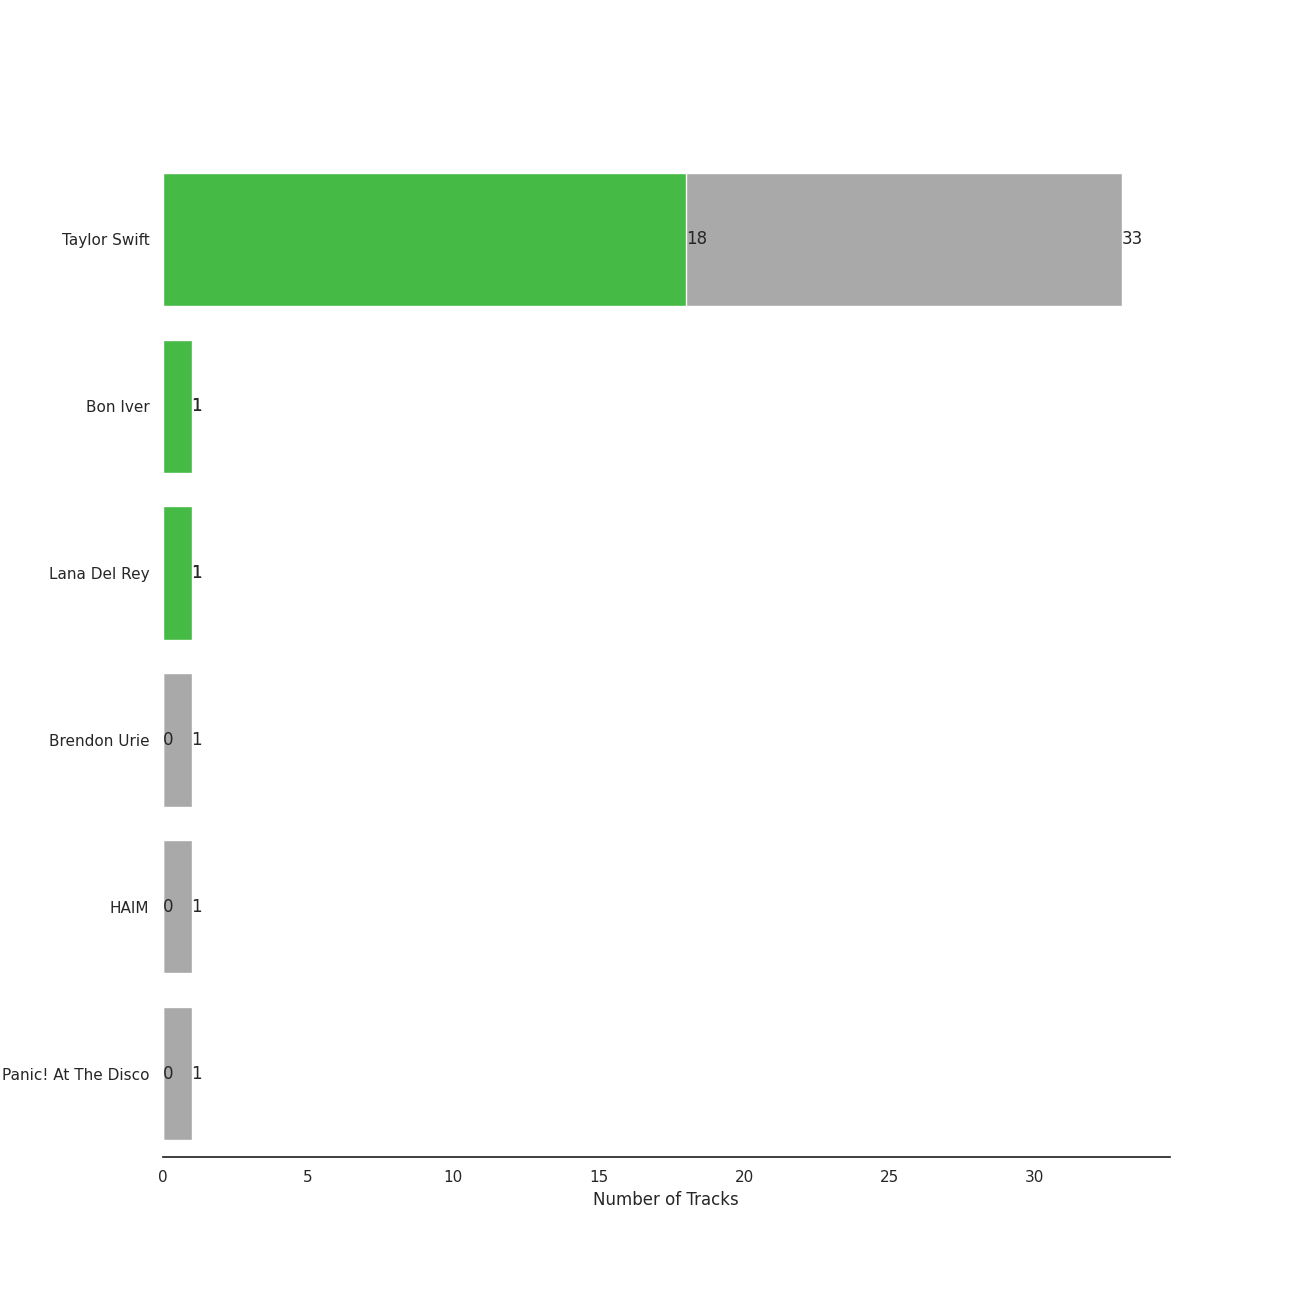 Taylor Swift 18 33
Bon Iver 1
Lana Del Rey 1
Brendon Urie 0 1
HAIM 0 1
Panic! At The Disco 0 1
0 5 10 15 20 25 30
Number of Tracks